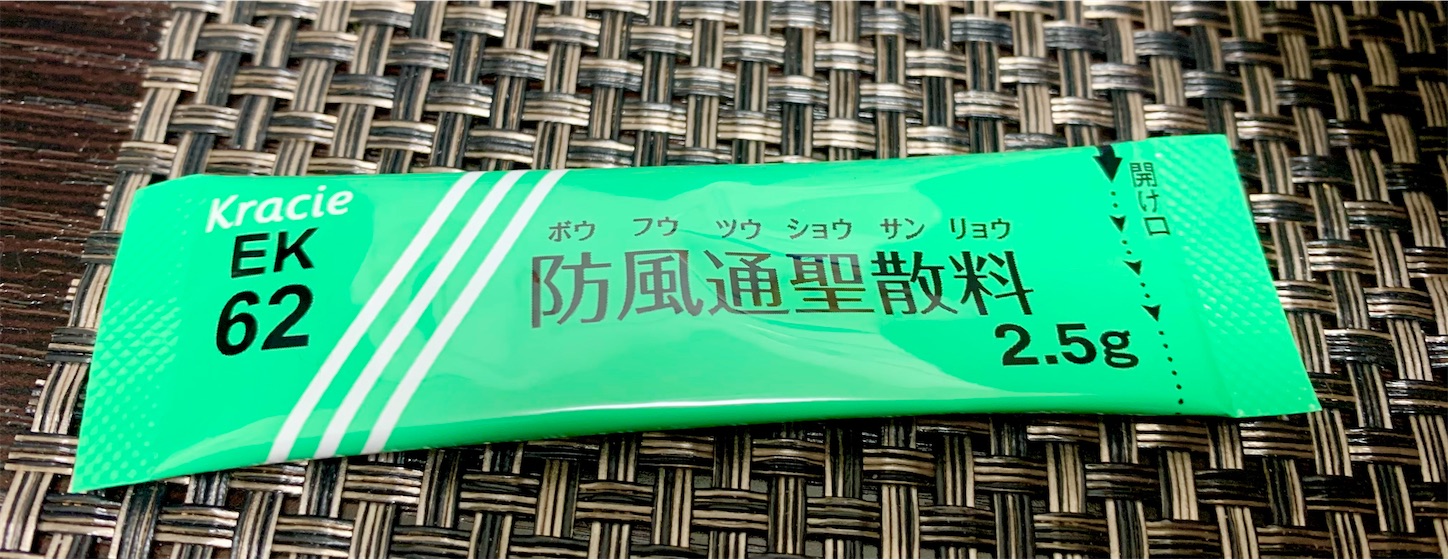 Kracie
EK
62
ボウ フウ ツウ ショウ サン リョウ
防風通聖散料
2.5g
開け口